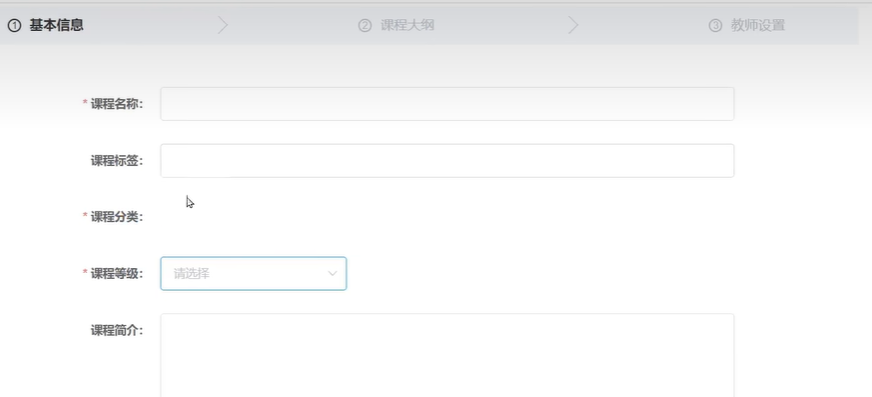 ① 基本信息 ② 课程大纲 ③ 教师设置
* 课程名称：
课程标签：
* 课程分类：
* 课程等级： 请选择
课程简介：